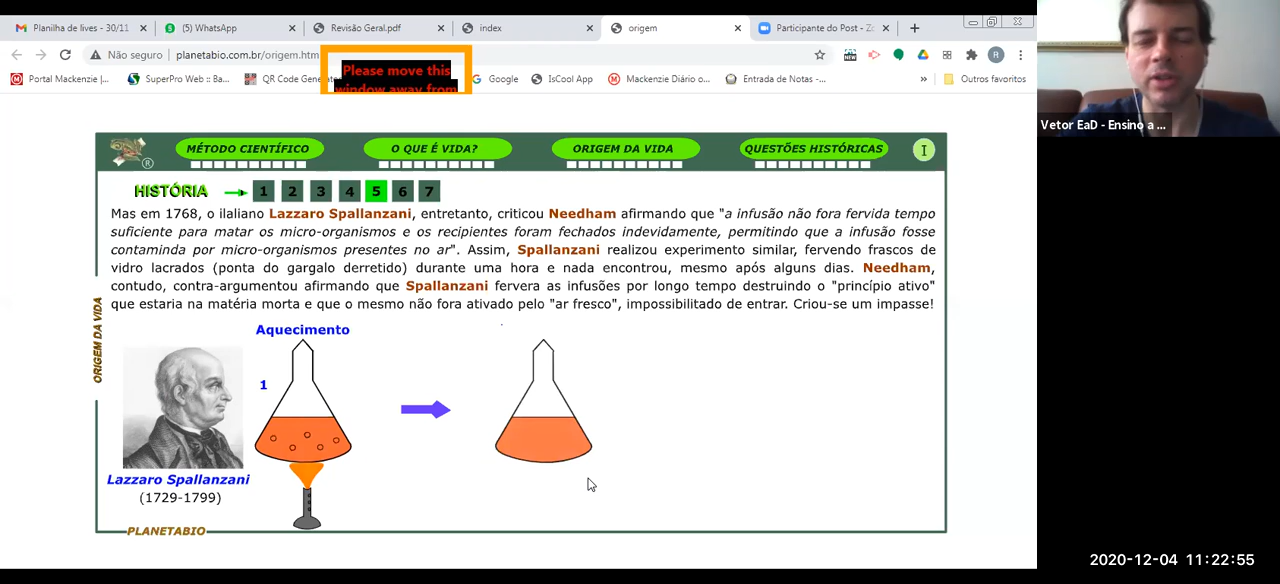 Planilha de lives - 30/11
(5) WhatsApp
Revisão Geral.pdf
index
origem
Participante do Post - Zo
Não seguro | planetabio.com.br/origem.htm
Portal Mackenzie |...
SuperPro Web :: Ba...
QR Code Gene
Google
IsCool App
Mackenzie Diário o...
Entrada de Notas -...
»
Outros favoritos
Please move this
window away from
Vetor EaD - Ensino a ...
MÉTODO CIENTÍFICO
O QUE É VIDA?
ORIGEM DA VIDA
QUESTÕES HISTÓRICAS
I
HISTÓRIA 1 2 3 4 5 6 7
Mas em 1768, o ilaliano Lazzaro Spallanzani, entretanto, criticou Needham afirmando que "a infusão não fora fervida tempo
suficiente para matar os micro-organismos e os recipientes foram fechados indevidamente, permitindo que a infusão fosse
contaminda por micro-organismos presentes no ar". Assim, Spallanzani realizou experimento similar, fervendo frascos de
vidro lacrados (ponta do gargalo derretido) durante uma hora e nada encontrou, mesmo após alguns dias. Needham,
contudo, contra-argumentou afirmando que Spallanzani fervera as infusões por longo tempo destruindo o "princípio ativo"
que estaria na matéria morta e que o mesmo não fora ativado pelo "ar fresco", impossibilitado de entrar. Criou-se um impasse!
Aquecimento
1
ORIGEM DA VIDA
Lazzaro Spallanzani
(1729-1799)
PLANETABIO
2020-12-04 11:22:55